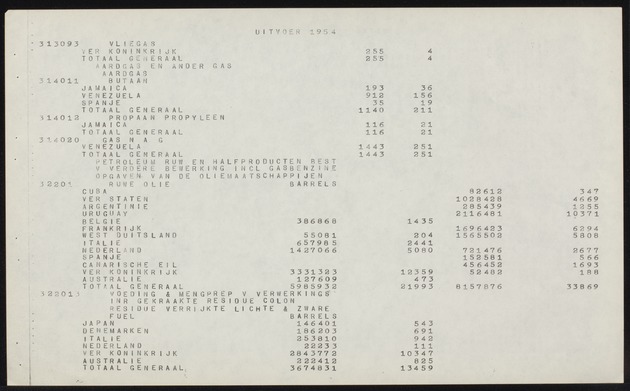 UITVOER 1954
313093 VLIEGAN
VER KONINKRIJK 255 4
TOTAAL GENERAAL 255 4
AARDGAS EN ANDER GAS
AARDGAS
314011 BUTAAN
JAMAICA 193 36
VENEZUELA 912 156
SPANJE 35 19
TOTAAL GENERAAL 1140 211
314012 PROPAAN PROPYLEEN
JAMAICA 116 21
TOTAAL GENERAAL 116 21
314020 GAS N A G
VENEZUELA 1443 251
TOTAAL GENERAAL 1443 251
PETROLEUM RUW EN HALFPRODUCTEN BEST
V VERDERE BEWERKING INCL GASBENZINE
OPGAVEN VAN DE OLIEMAATSCHAPPIJEN
32201 RUWE OLIE BARRELS
CUBA 82612 347
VER STATEN 1028428 4669
ARGENTINIE 285439 1255
URUGUAY 2116481 10371
BELGIE 386868 1435
FRANKRIJK 1696423 6294
WEST DUITSLAND 55081 204 1565502 5808
ITALIE 657985 2441
NEDERLAND 1427066 5080 721476 2677
SPANJE 152581 566
CANARISCHE EIL 456452 1693
VER KONINKRIJK 3331323 12359 52482 188
AUSTRALIE 127609 473
TOTAAL GENERAAL 5985932 21993 8157876 33869
322013 VOEDING & MENGPREP V VERWERKINGS
INR GEKRAAKTE RESIDUE COLON
RESIDUE VERRIJKTE LICHTE & ZWARE
FUEL BARRELS
JAPAN 146401 543
DENEMARKEN 186203 691
ITALIE 253810 942
NEDERLAND 22233 111
VER KONINKRIJK 2843772 10347
AUSTRALIE 222412 825
TOTAAL GENERAAL 3674831 13459